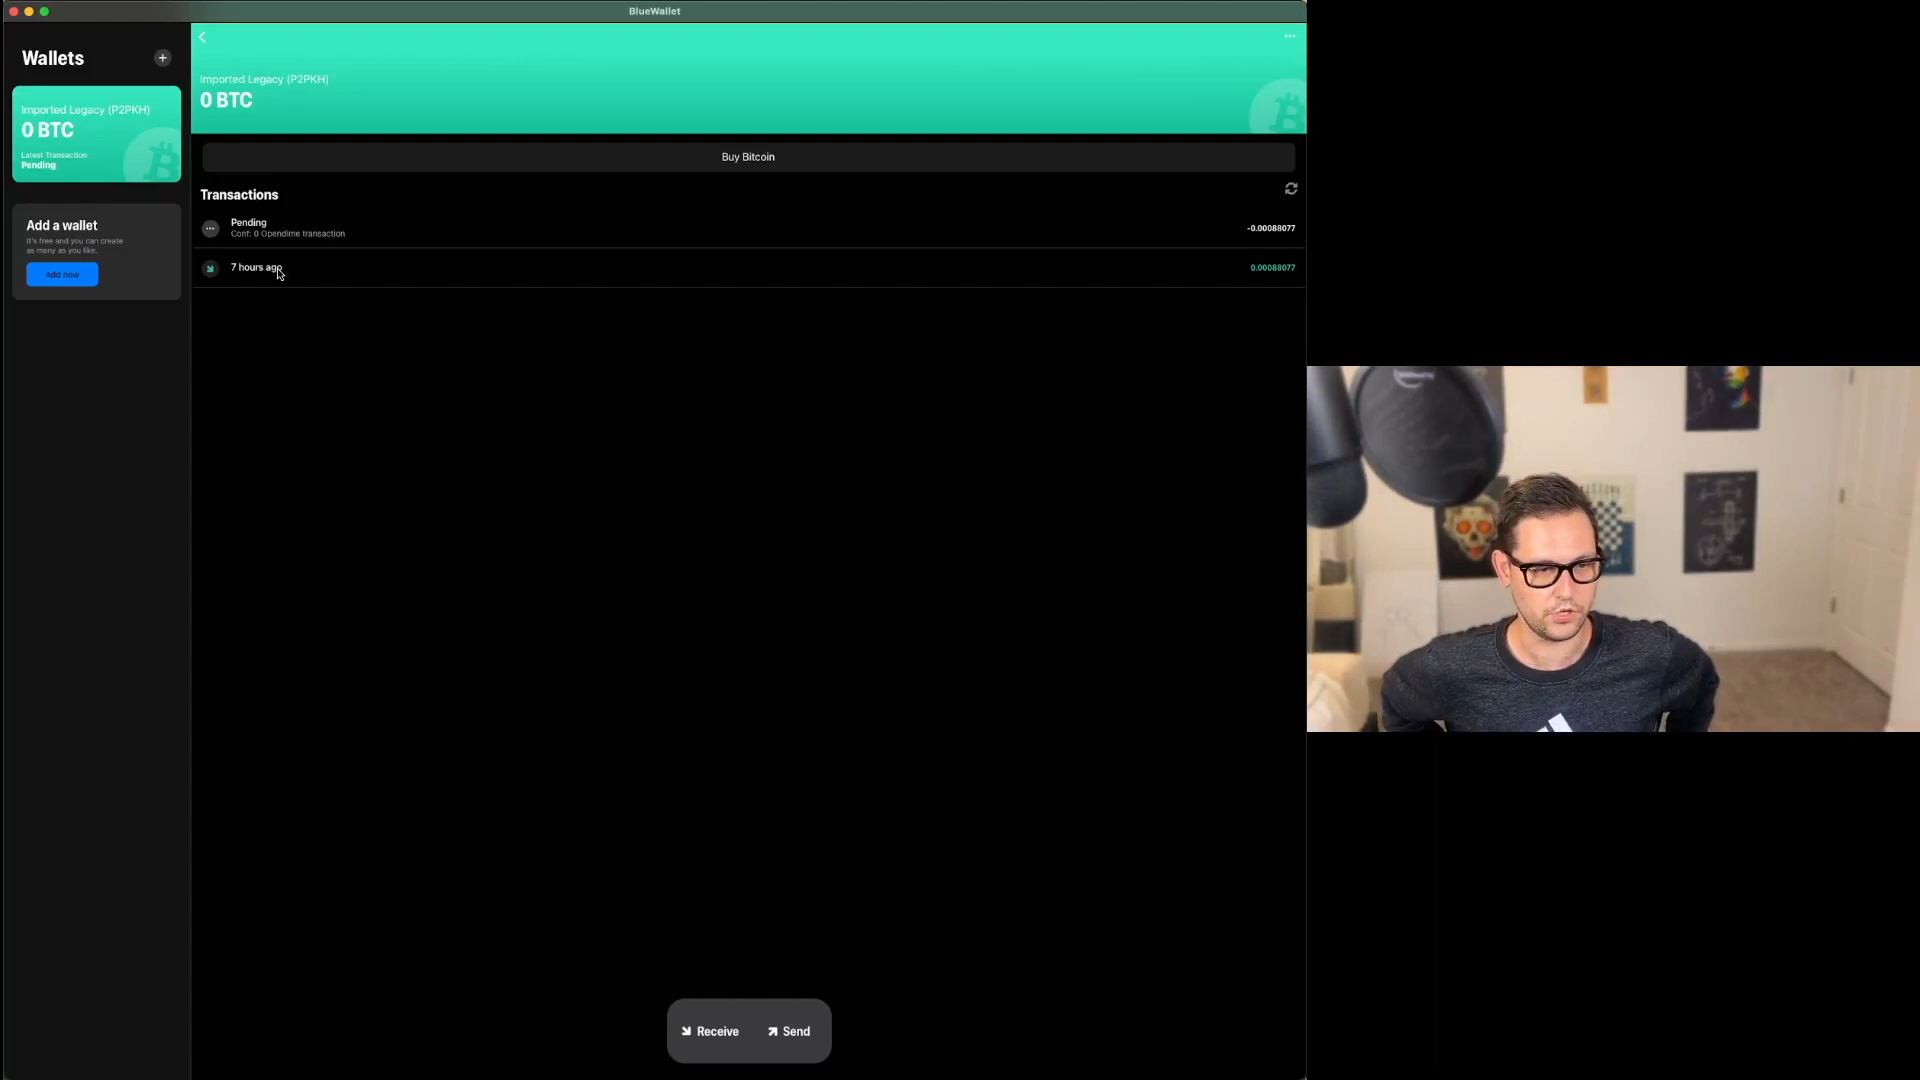 BlueWallet
Wallets
Imported Legacy (P2PKH)
0 BTC
Latest Transaction
Pending
Add a wallet
It's free and you can create
as many as you like.
Add now
Imported Legacy (P2PKH)
0 BTC
Buy Bitcoin
Transactions
Pending
Conf: 0 Opendime transaction
-0.00088077
7 hours ago
0.00088077
Receive
Send